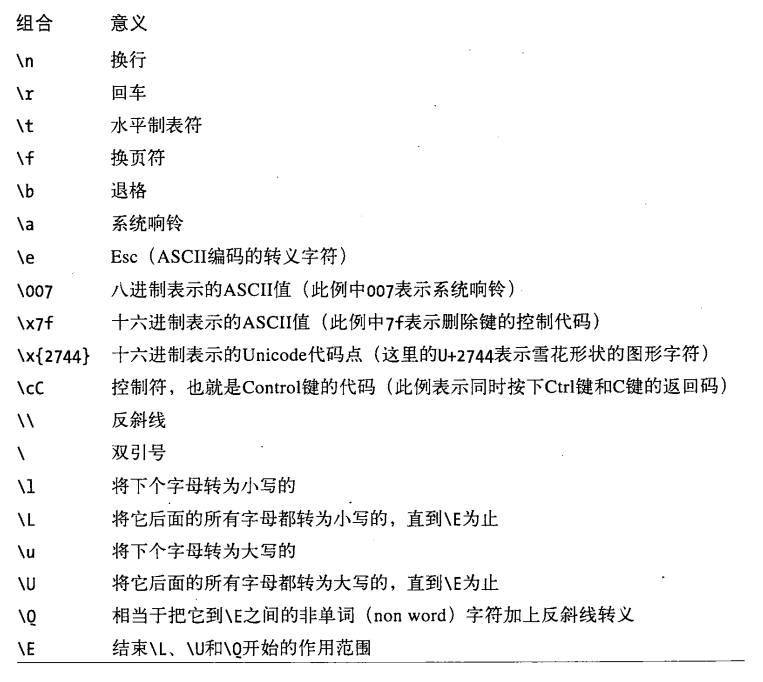 组合 意义
\n 换行
\r 回车
\t 水平制表符
\f 换页符
\b 退格
\a 系统响铃
\e Esc（ASCII编码的转义字符）
\007 八进制表示的ASCII值（此例中007表示系统响铃）
\x7f 十六进制表示的ASCII值（此例中7f表示删除键的控制代码）
\x{2744} 十六进制表示的Unicode代码点（这里的U+2744表示雪花形状的图形字符）
\cC 控制符，也就是Control键的代码（此例表示同时按下Ctrl键和C键的返回码）
\\ 反斜线
\ 双引号
\l 将下个字母转为小写的
\L 将它后面的所有字母都转为小写的，直到\E为止
\u 将下个字母转为大写的
\U 将它后面的所有字母都转为大写的，直到\E为止
\Q 相当于把它到\E之间的非单词（non word）字符加上反斜线转义
\E 结束\L、\U和\Q开始的作用范围